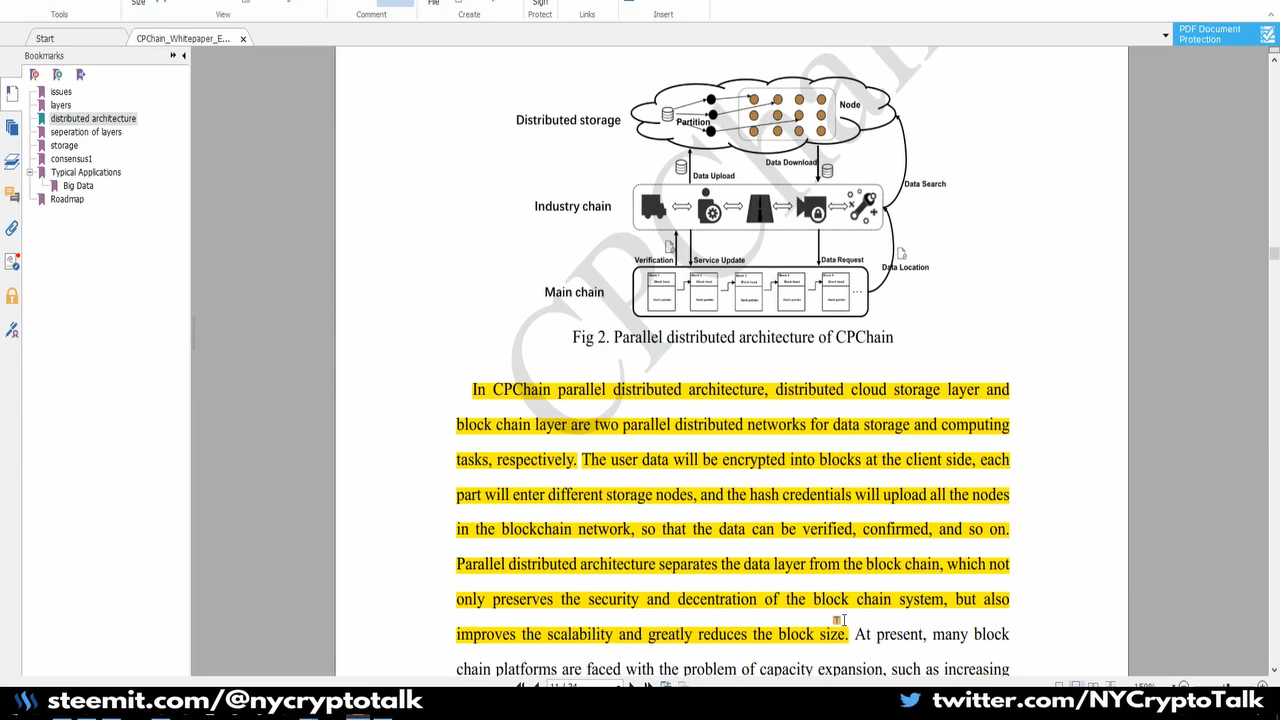 Size
File
Sign
Tools
View
Comment
Create
Protect
Links
Insert
Start
CPChain_Whitepaper_E...
PDF Document
Protection
Bookmarks
issues
layers
distributed architecture
seperation of layers
storage
consensus1
Typical Applications
Big Data
Roadmap
CPChain
Distributed storage
Partition
Node
Data Upload
Data Download
Data Search
Industry chain
Verification
Service Update
Data Request
Data Location
Main chain
Fig 2. Parallel distributed architecture of CPChain
In CPChain parallel distributed architecture, distributed cloud storage layer and
block chain layer are two parallel distributed networks for data storage and computing
tasks, respectively. The user data will be encrypted into blocks at the client side, each
part will enter different storage nodes, and the hash credentials will upload all the nodes
in the blockchain network, so that the data can be verified, confirmed, and so on.
Parallel distributed architecture separates the data layer from the block chain, which not
only preserves the security and decentration of the block chain system, but also
improves the scalability and greatly reduces the block size. At present, many block
chain platforms are faced with the problem of capacity expansion, such as increasing
steemit.com/@nycryptotalk
twitter.com/NYCryptoTalk